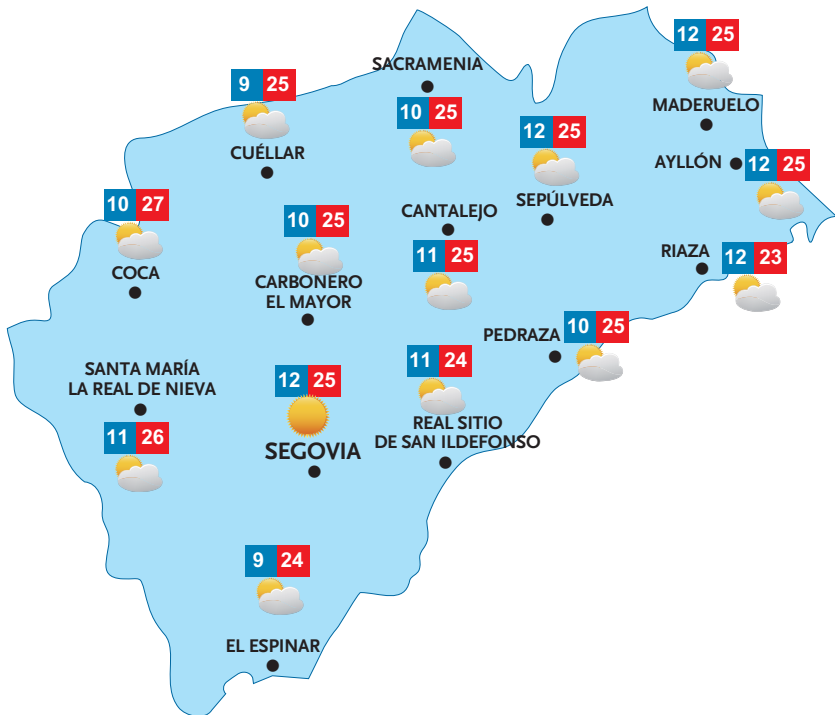 12 25
MADERUELO
SACRAMENIA
10 25
9 25
CUÉLLAR
12 25
SEPÚLVEDA
AYLLÓN
12 25
10 27
COCA
10 25
CARBONERO
EL MAYOR
CANTALEJO
11 25
RIAZA
12 23
PEDRAZA
10 25
SANTA MARÍA
LA REAL DE NIEVA
11 26
12 25
SEGOVIA
11 24
REAL SITIO
DE SAN ILDEFONSO
9 24
EL ESPINAR